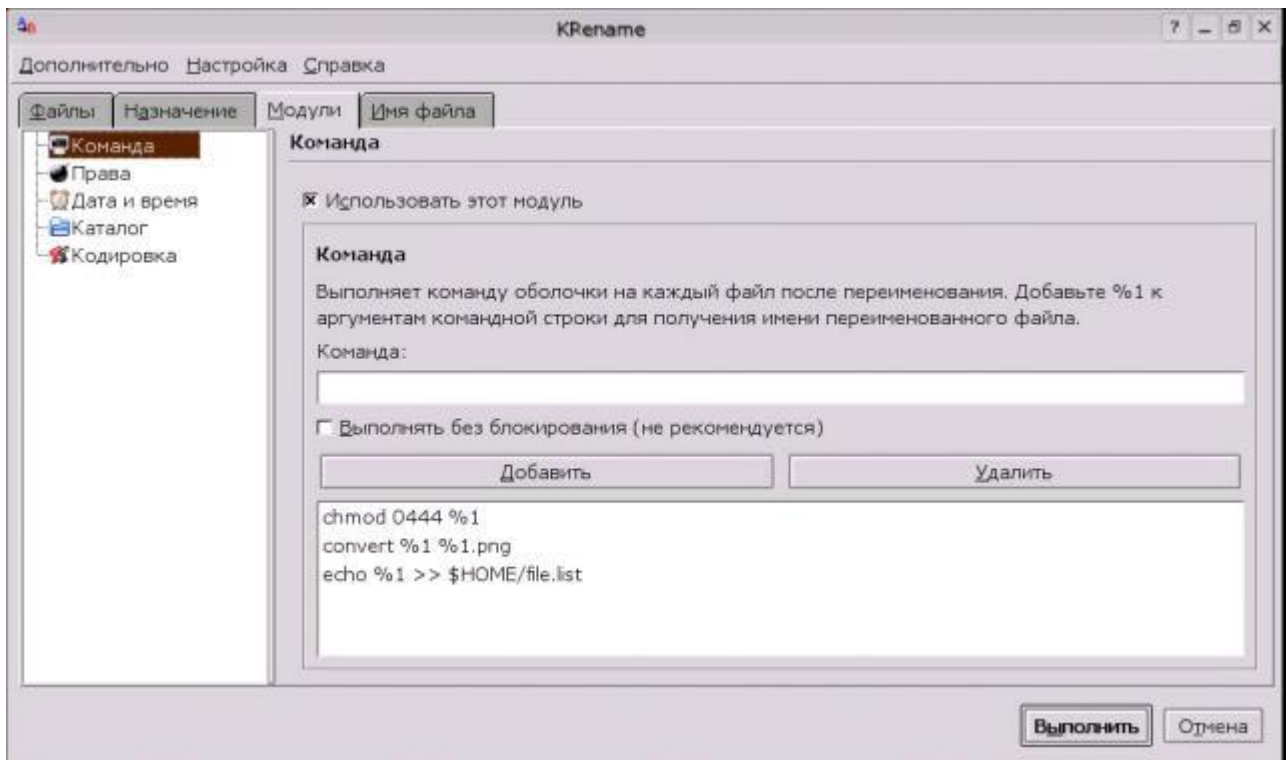 KRename
Дополнительно Настройка Справка
Файлы Назначение Модули Имя файла
Команда
Права
Дата и время
Каталог
Кодировка
Команда
Использовать этот модуль
Команда
Выполняет команду оболочки на каждый файл после переименования. Добавьте %1 к
аргументам командной строки для получения имени переименованного файла.
Команда:
Выполнять без блокирования (не рекомендуется)
Добавить Удалить
chmod 0444 %1
convert %1 %1.png
echo %1 >> $HOME/file.list
Выполнить Отмена